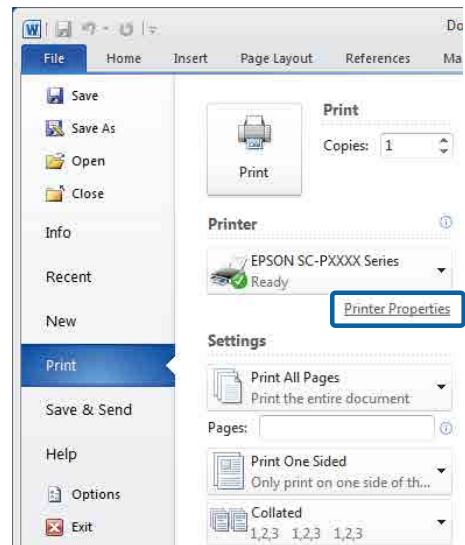 W
Do
File Home Insert Page Layout References Ma
Save
Save As
Open
Close
Info
Recent
New
Print
Save & Send
Help
Options
Exit
Print
Print
Copies: 1
Printer
EPSON SC-PXXXX Series
Ready
Printer Properties
Settings
Print All Pages
Print the entire document
Pages:
Print One Sided
Only print on one side of th...
Collated
1,2,3 1,2,3 1,2,3